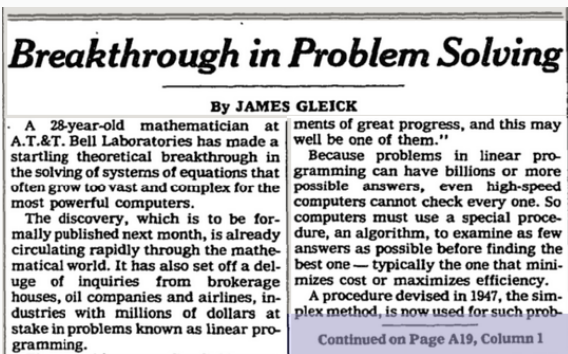 Breakthrough in Problem Solving
By JAMES GLEICK
A 28-year-old mathematician at
A.T.&T. Bell Laboratories has made a
startling theoretical breakthrough in
the solving of systems of equations that
often grow too vast and complex for the
most powerful computers.
The discovery, which is to be for-
mally published next month, is already
circulating rapidly through the mathe-
matical world. It has also set off a del-
uge of inquiries from brokerage
houses, oil companies and airlines, in-
dustries with millions of dollars at
stake in problems known as linear pro-
gramming.
ments of great progress, and this may
well be one of them."
Because problems in linear pro-
gramming can have billions or more
possible answers, even high-speed
computers cannot check every one. So
computers must use a special proce-
dure, an algorithm, to examine as few
answers as possible before finding the
best one — typically the one that mini-
mizes cost or maximizes efficiency.
A procedure devised in 1947, the sim-
plex method, is now used for such prob-
Continued on Page A19, Column 1